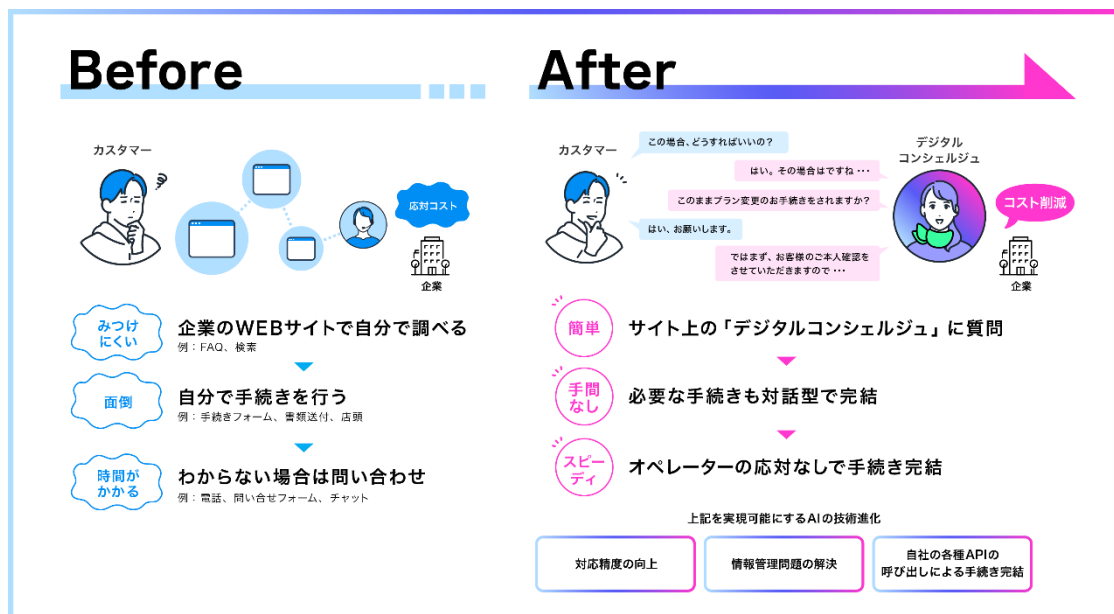 Before
カスタマー
応対コスト
企業
みつけ
にくい
企業のWEBサイトで自分で調べる
例：FAQ、検索
面倒
自分で手続きを行う
例：手続きフォーム、書類送付、店頭
時間が
かかる
わからない場合は問い合わせ
例：電話、問い合せフォーム、チャット
After
カスタマー
この場合、どうすればいいの？
はい。その場合はですね・・・
このままプラン変更のお手続きをされますか？
はい、お願いします。
ではまず、お客様のご本人確認を
させていただきますので・・・
デジタル
コンシェルジュ
コスト削減
企業
簡単
サイト上の「デジタルコンシェルジュ」に質問
手間
なし
必要な手続きも対話型で完結
スピー
ディ
オペレーターの応対なしで手続き完結
上記を実現可能にするAIの技術進化
対応精度の向上
情報管理問題の解決
自社の各種APIの
呼び出しによる手続き完結